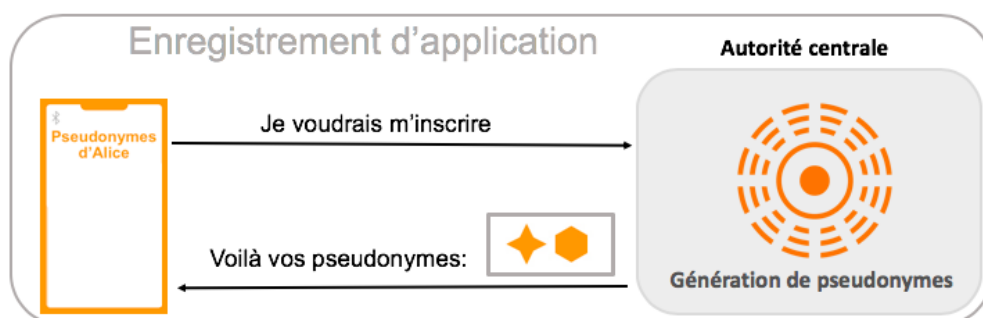 Enregistrement d’application
Autorité centrale
Pseudonymes
d’Alice
Je voudrais m’inscrire
Voilà vos pseudonymes:
Génération de pseudonymes